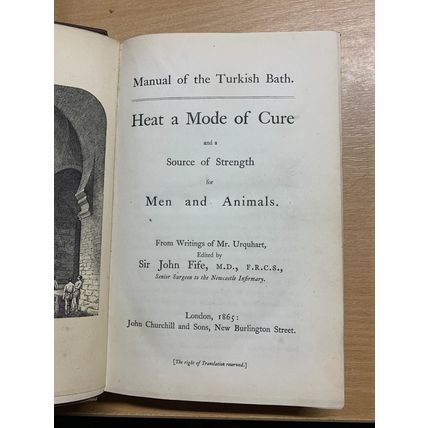 Manual of the Turkish Bath.
Heat a Mode of Cure
and a
Source of Strength
for
Men and Animals.
From Writings of Mr. Urquhart,
Edited by
Sir John Fife, M.D., F.R.C.S.,
Senior Surgeon to the Newcastle Infirmary.
London, 1865:
John Churchill and Sons, New Burlington Street.
[The right of Translation reserved.]